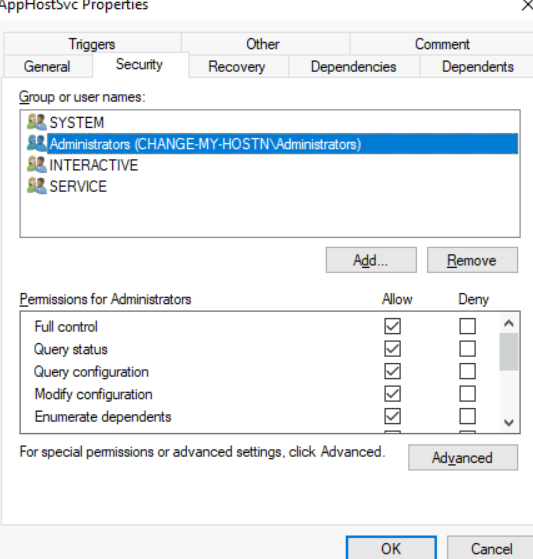 AppHostSvc Properties
Triggers Other Comment
General Security Recovery Dependencies Dependents
Group or user names:
SYSTEM
Administrators (CHANGE-MY-HOSTN\Administrators)
INTERACTIVE
SERVICE
Add... Remove
Permissions for Administrators Allow Deny
Full control
Query status
Query configuration
Modify configuration
Enumerate dependents
For special permissions or advanced settings, click Advanced. Advanced
OK Cancel